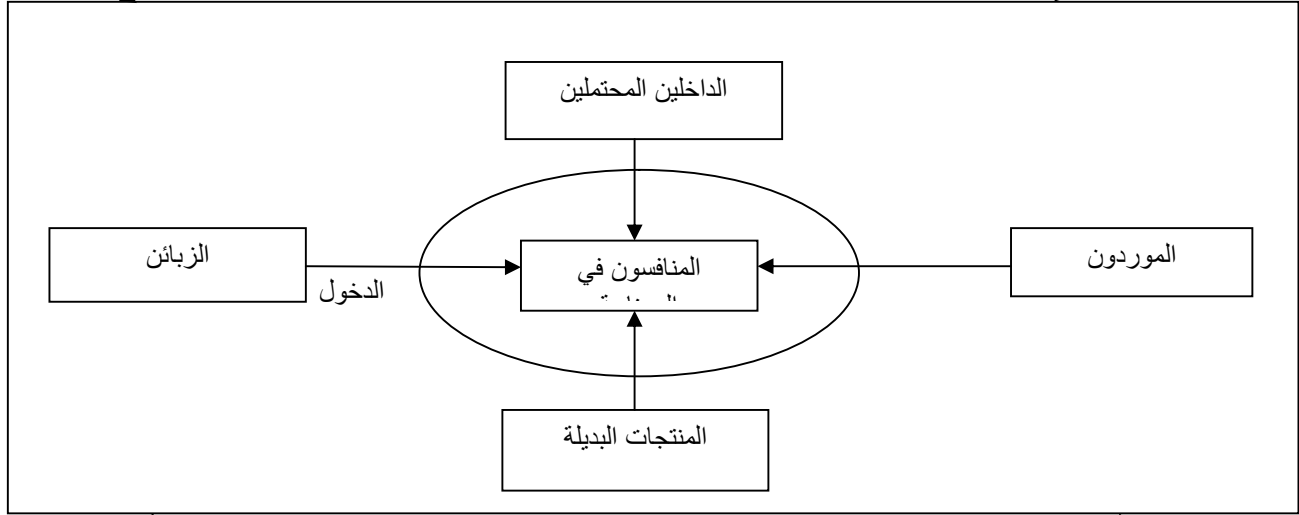 الداخلين المحتملين
الموردون
الزبائن
المنافسون في
الدخول
المنتجات البديلة